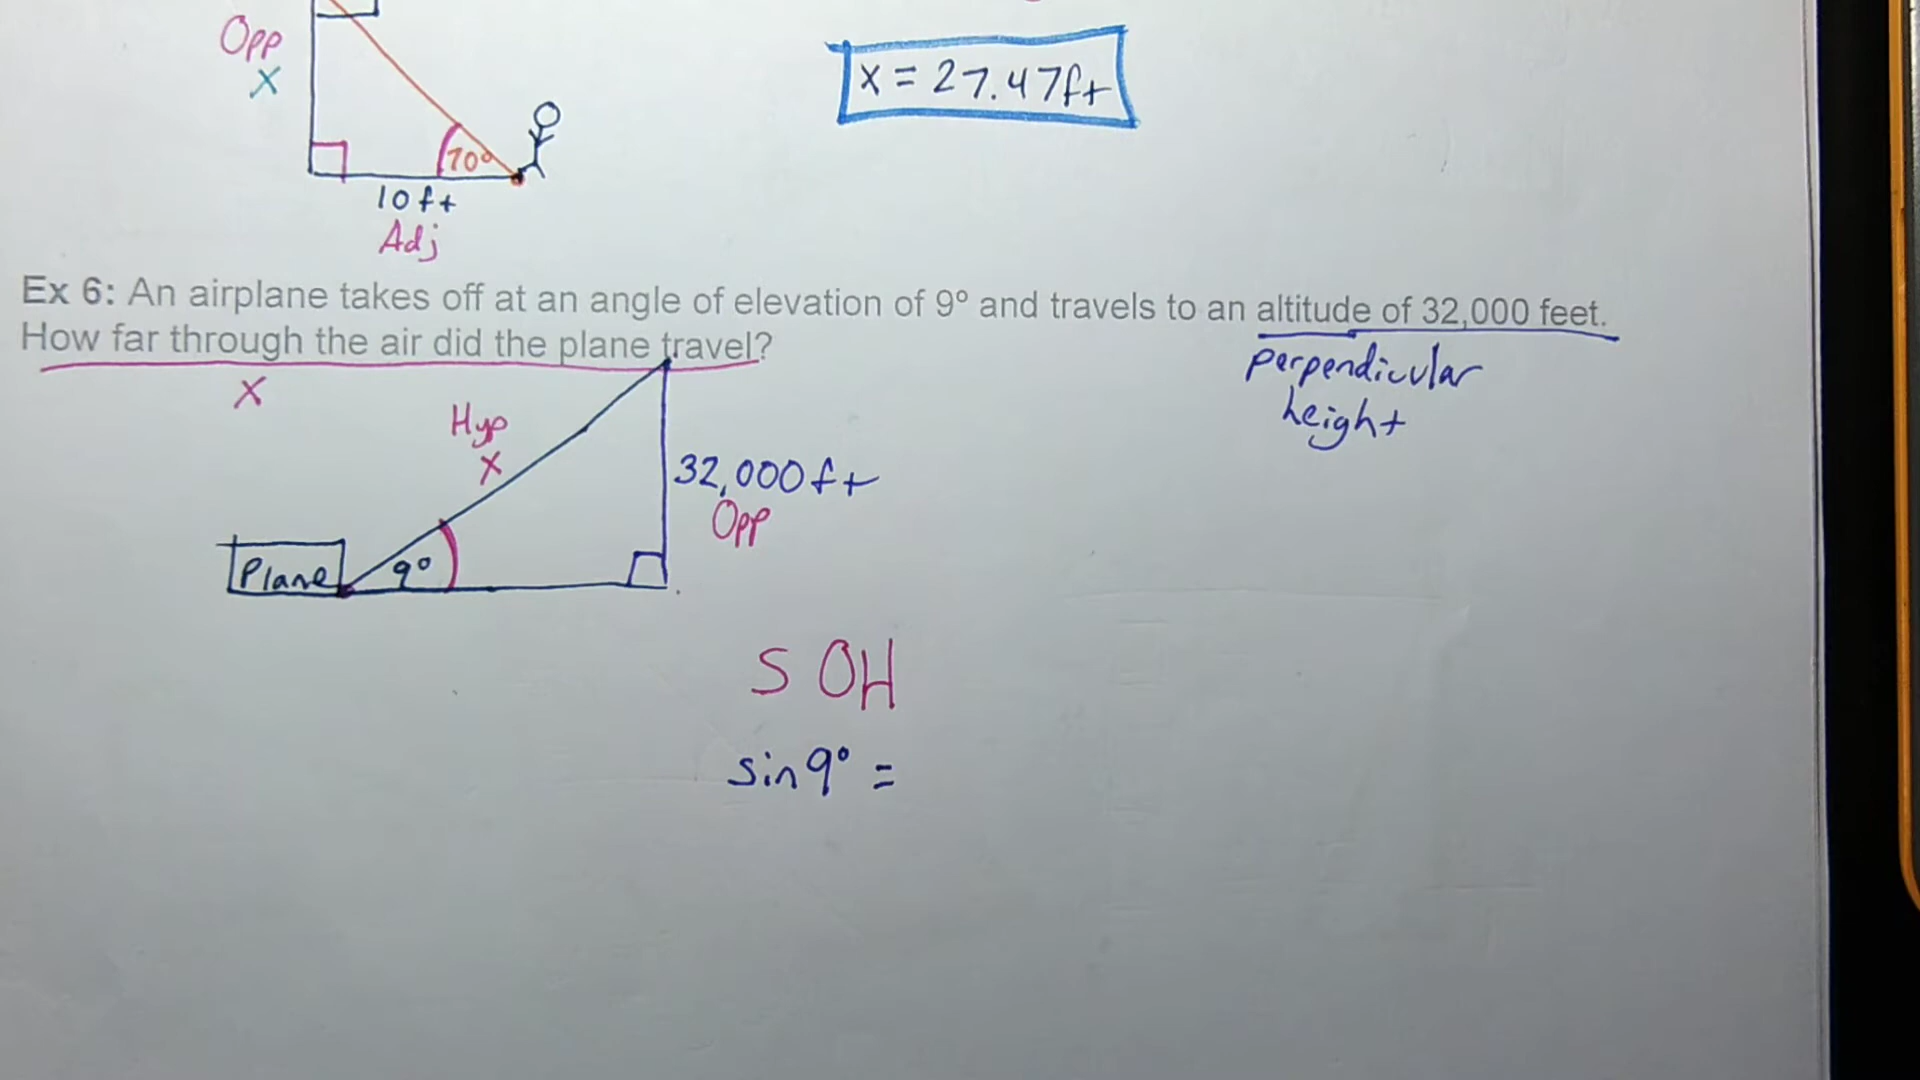 Opp
X
x = 27.47ft
70°
10ft
Adj
Ex 6: An airplane takes off at an angle of elevation of 9º and travels to an altitude of 32,000 feet.
How far through the air did the plane travel?
perpendicular
height
X
Hyp
X
32,000ft
Opp
Plane
9°
S OH
sin 9° =